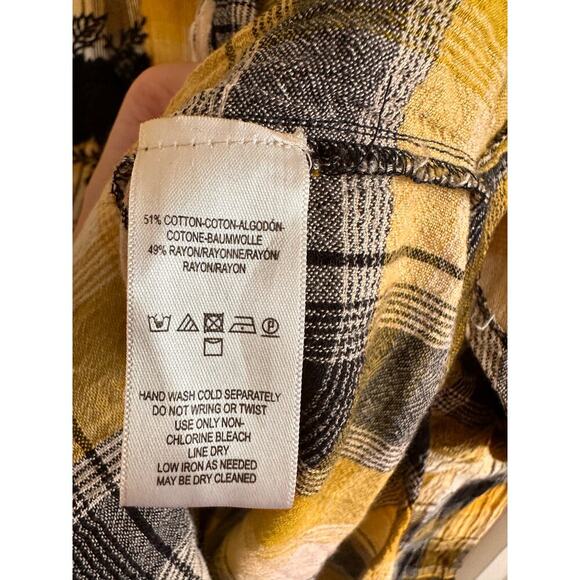 51% COTTON-COTON-ALGODÓN-
COTONE-BAUMWOLLE
49% RAYON/RAYONNE/RAYÓN/
RAYON/RAYON
P
HAND WASH COLD SEPARATELY
DO NOT WRING OR TWIST
USE ONLY NON-
CHLORINE BLEACH
LINE DRY
LOW IRON AS NEEDED
MAY BE DRY CLEANED